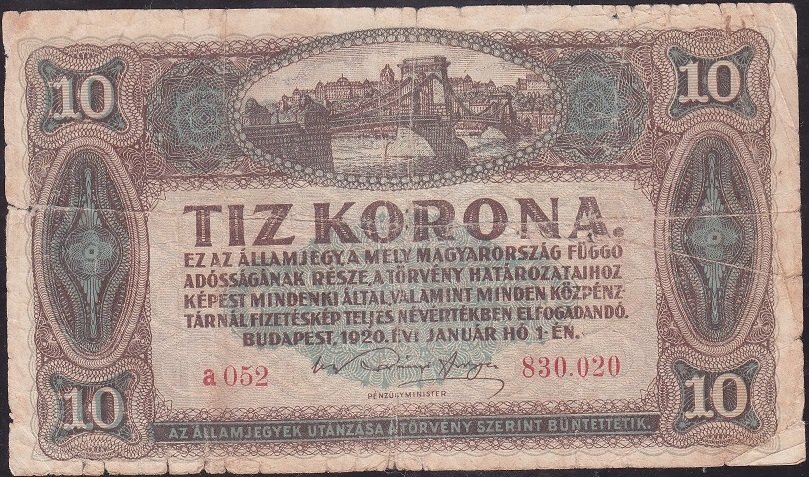 10 10
TIZ KORONA.
EZ AZ ÁLLAMJEGY, A MELY MAGYARORSZÁG FÜGGŐ
ADÓSSÁGÁNAK RÉSZE, A TÖRVÉNY HATÁROZATAIHOZ
KÉPEST MINDENKI ÁLTAL, VALAMINT MINDEN KÖZPÉNZ-
TÁRNÁL FIZETÉSKÉP TELJES NÉVÉRTÉKBEN ELFOGADANDÓ.
BUDAPEST, 1920. ÉVI JANUÁR HÓ 1-ÉN.
a 052 830.020
PÉNZÜGYMINISTER
10 10
AZ ÁLLAMJEGYEK UTÁNZÁSA A TÖRVÉNY SZERINT BÜNTETTETIK.